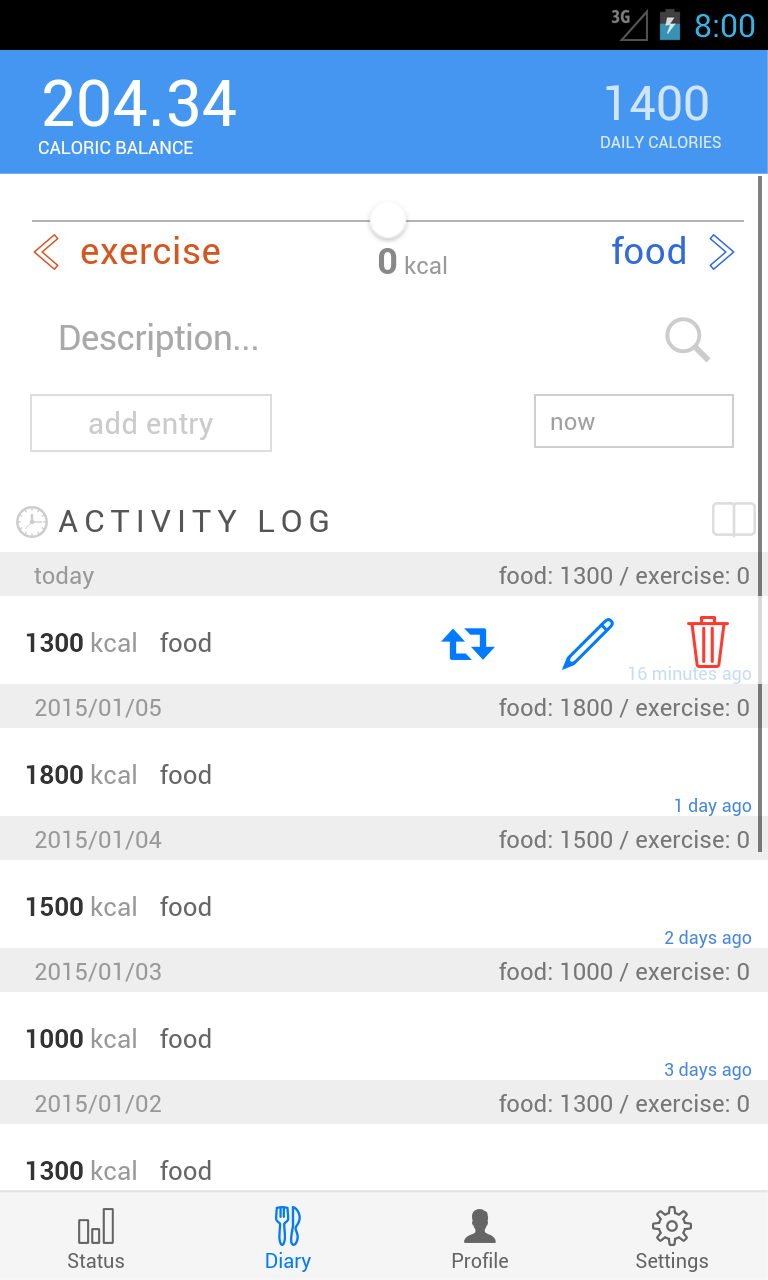 3G 8:00
204.34 1400
CALORIC BALANCE DAILY CALORIES
exercise food
0 kcal
Description...
add entry now
ACTIVITY LOG
today food: 1300 / exercise: 0
1300 kcal food
16 minutes ago
2015/01/05 food: 1800 / exercise: 0
1800 kcal food
1 day ago
2015/01/04 food: 1500 / exercise: 0
1500 kcal food
2 days ago
2015/01/03 food: 1000 / exercise: 0
1000 kcal food
3 days ago
2015/01/02 food: 1300 / exercise: 0
1300 kcal food
Status Diary Profile Settings